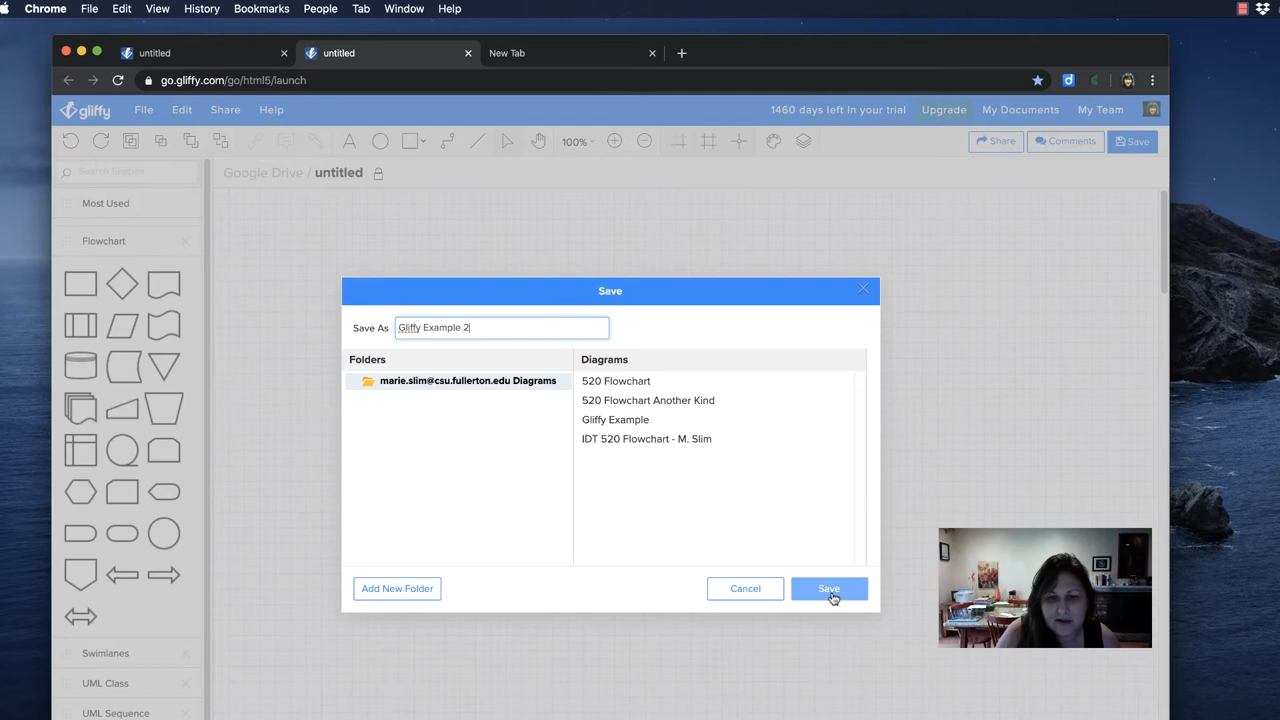 Chrome File Edit View History Bookmarks People Tab Window Help
untitled
untitled
New Tab
go.gliffy.com/go/html5/launch
gliffy File Edit Share Help 1460 days left in your trial Upgrade My Documents My Team
100% Share Comments Save
Search Shapes
Google Drive / untitled
Most Used
Flowchart
Save
Save As Gliffy Example 2
Folders Diagrams
marie.slim@csu.fullerton.edu Diagrams
520 Flowchart
520 Flowchart Another Kind
Gliffy Example
IDT 520 Flowchart - M. Slim
Add New Folder Cancel Save
Swimlanes
UML Class
UML Sequence